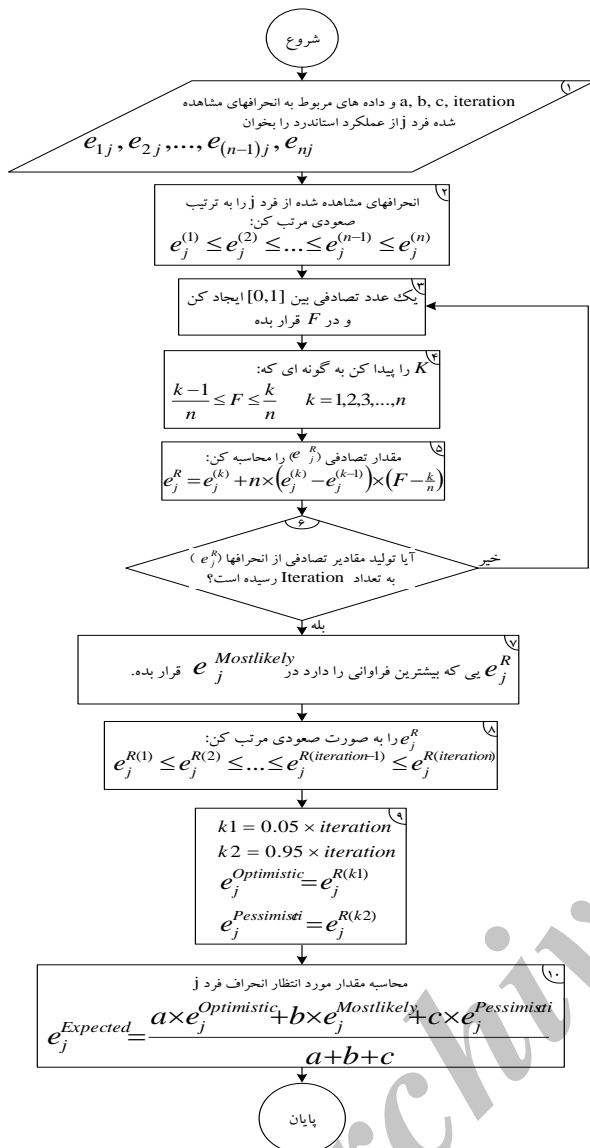 شروع
۱
a, b, c, iteration و داده های مربوط به انحرافهای مشاهده
شده فرد j از عملکرد استاندرد را بخوان
e_{1j}, e_{2j},..., e_{(n-1)j}, e_{nj}
۲
انحرافهای مشاهده شده از فرد j را به ترتیب
صعودی مرتب کن:
e_j^{(1)} ≤ e_j^{(2)} ≤ ... ≤ e_j^{(n-1)} ≤ e_j^{(n)}
۳
یک عدد تصادفی بین [0,1] ایجاد کن
و در F قرار بده
۴
K را پیدا کن به گونه ای که:
\frac{k-1}{n} ≤ F ≤ \frac{k}{n} k = 1,2,3,...,n
۵
مقدار تصادفی (e_j^R) را محاسبه کن:
e_j^R = e_j^{(k)} + n×(e_j^{(k)} − e_j^{(k-1)})×(F − \frac{k}{n})
۶
آیا تولید مقادیر تصادفی از انحرافها (e_j^R)
به تعداد Iteration رسیده است؟
خیر
بله
۷
e_j^R یی که بیشترین فراوانی را دارد در e_j^{Mostlikely} قرار بده.
۸
e_j^R را به صورت صعودی مرتب کن:
e_j^{R(1)} ≤ e_j^{R(2)} ≤ ... ≤ e_j^{R(iteration-1)} ≤ e_j^{R(iteration)}
۹
k1 = 0.05 × iteration
k2 = 0.95 × iteration
e_j^{Optimistic} = e_j^{R(k1)}
e_j^{Pessimisti} = e_j^{R(k2)}
۱۰
محاسبه مقدار مورد انتظار انحراف فرد j
e_j^{Expected} = \frac{a×e_j^{Optimistic} + b×e_j^{Mostlikely} + c×e_j^{Pessimisti}}{a+b+c}
پایان